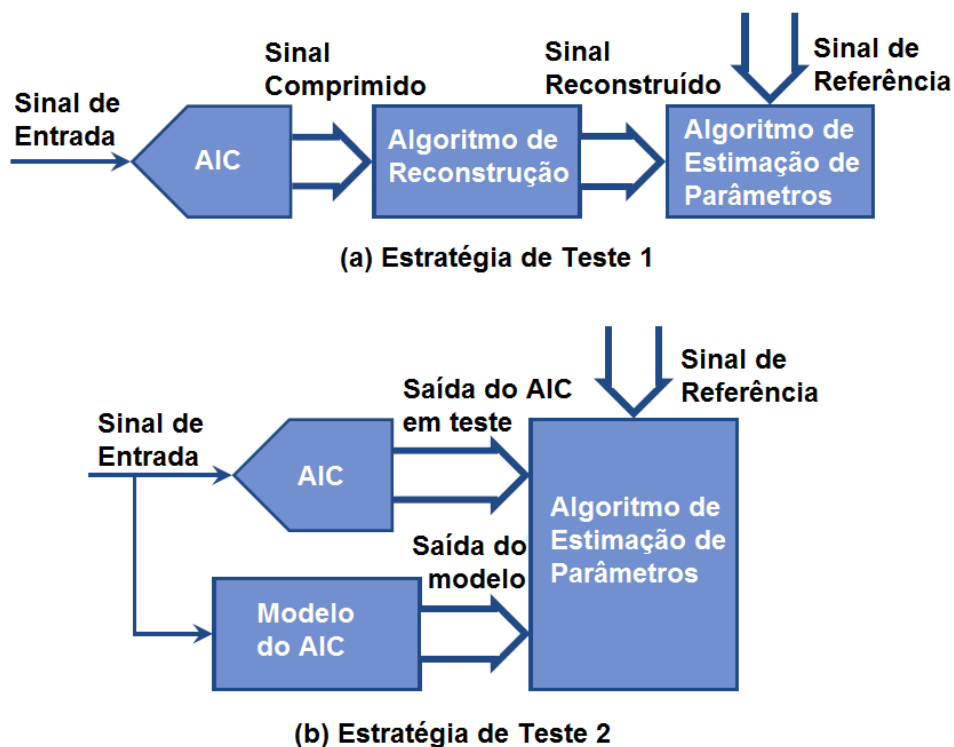 Sinal de
Entrada
AIC
Sinal
Comprimido
Algoritmo de
Reconstrução
Sinal
Reconstruído
Sinal de
Referência
Algoritmo de
Estimação de
Parâmetros
(a) Estratégia de Teste 1
Sinal de
Entrada
AIC
Saída do AIC
em teste
Modelo
do AIC
Saída do
modelo
Sinal de
Referência
Algoritmo de
Estimação de
Parâmetros
(b) Estratégia de Teste 2